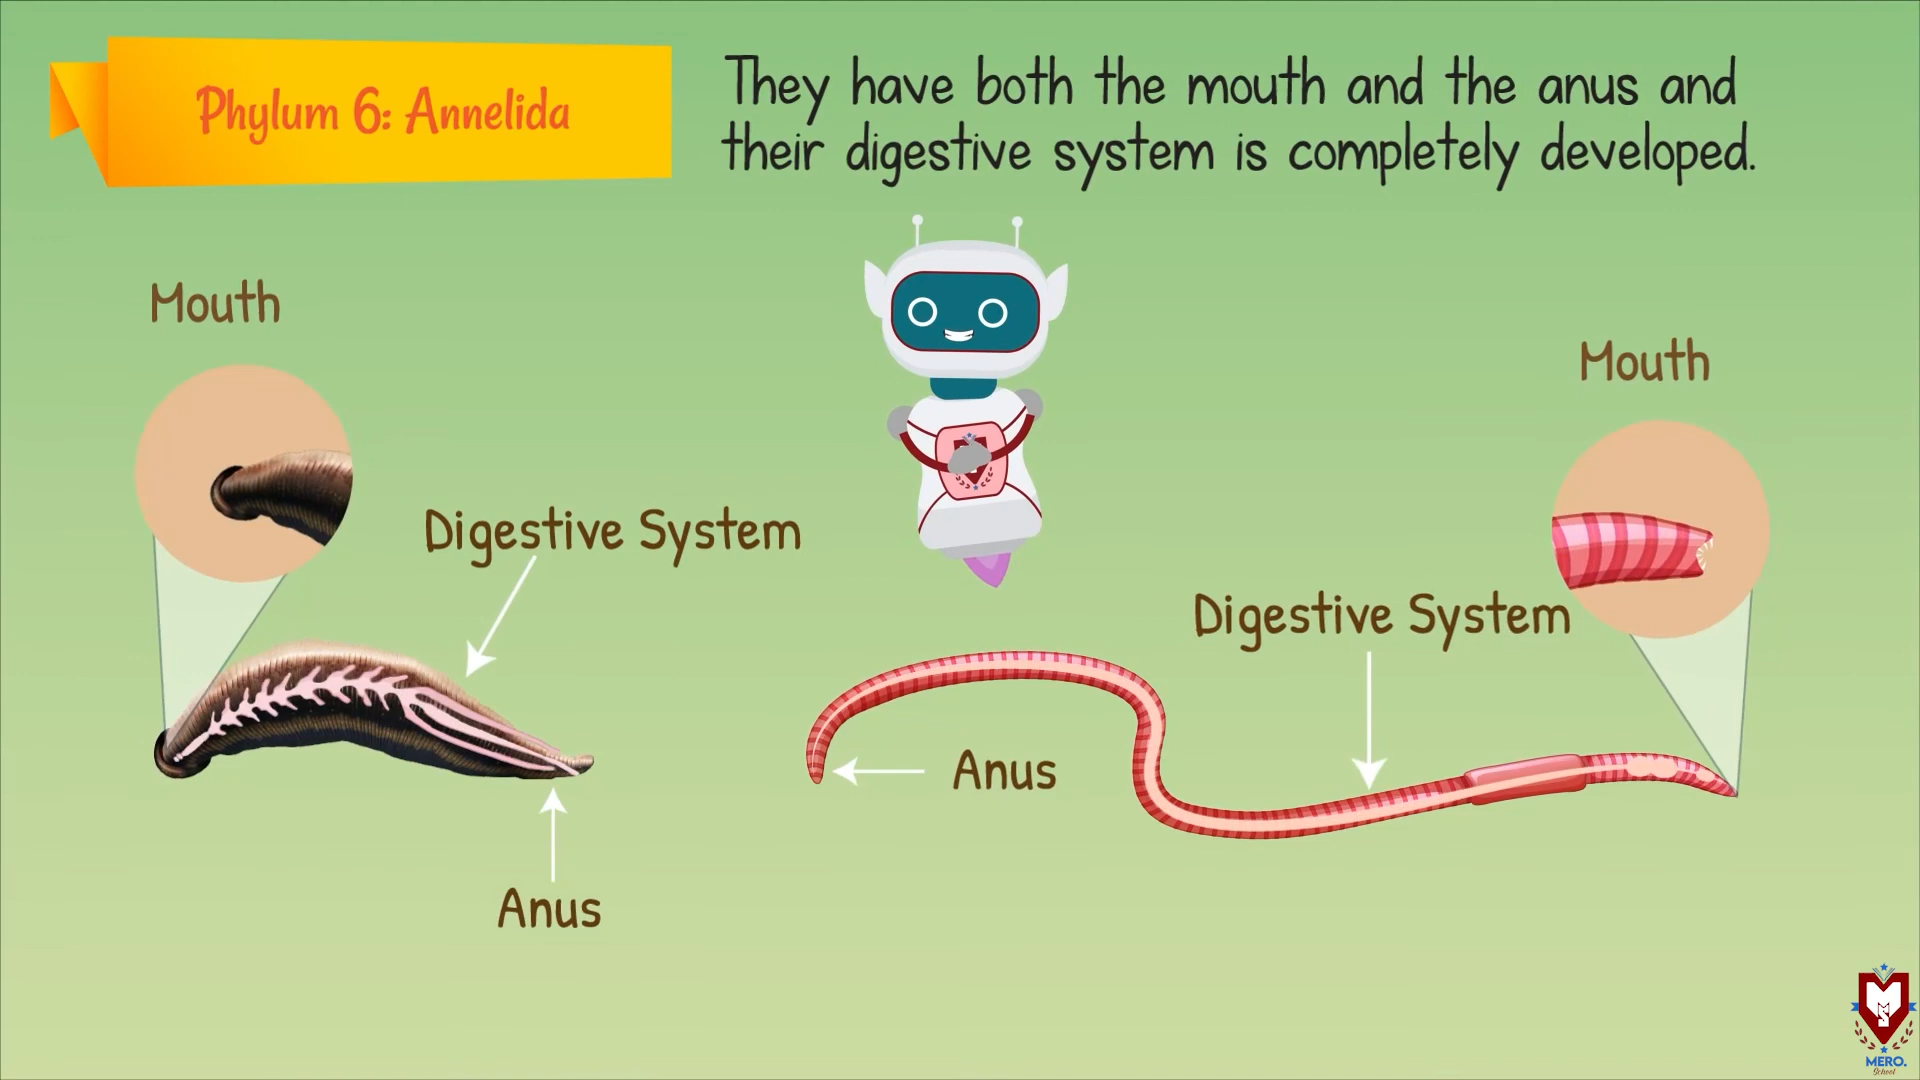 Phylum 6: Annelida
They have both the mouth and the anus and
their digestive system is completely developed.
Mouth
Mouth
Digestive System
Digestive System
Anus
Anus
MERO.
School